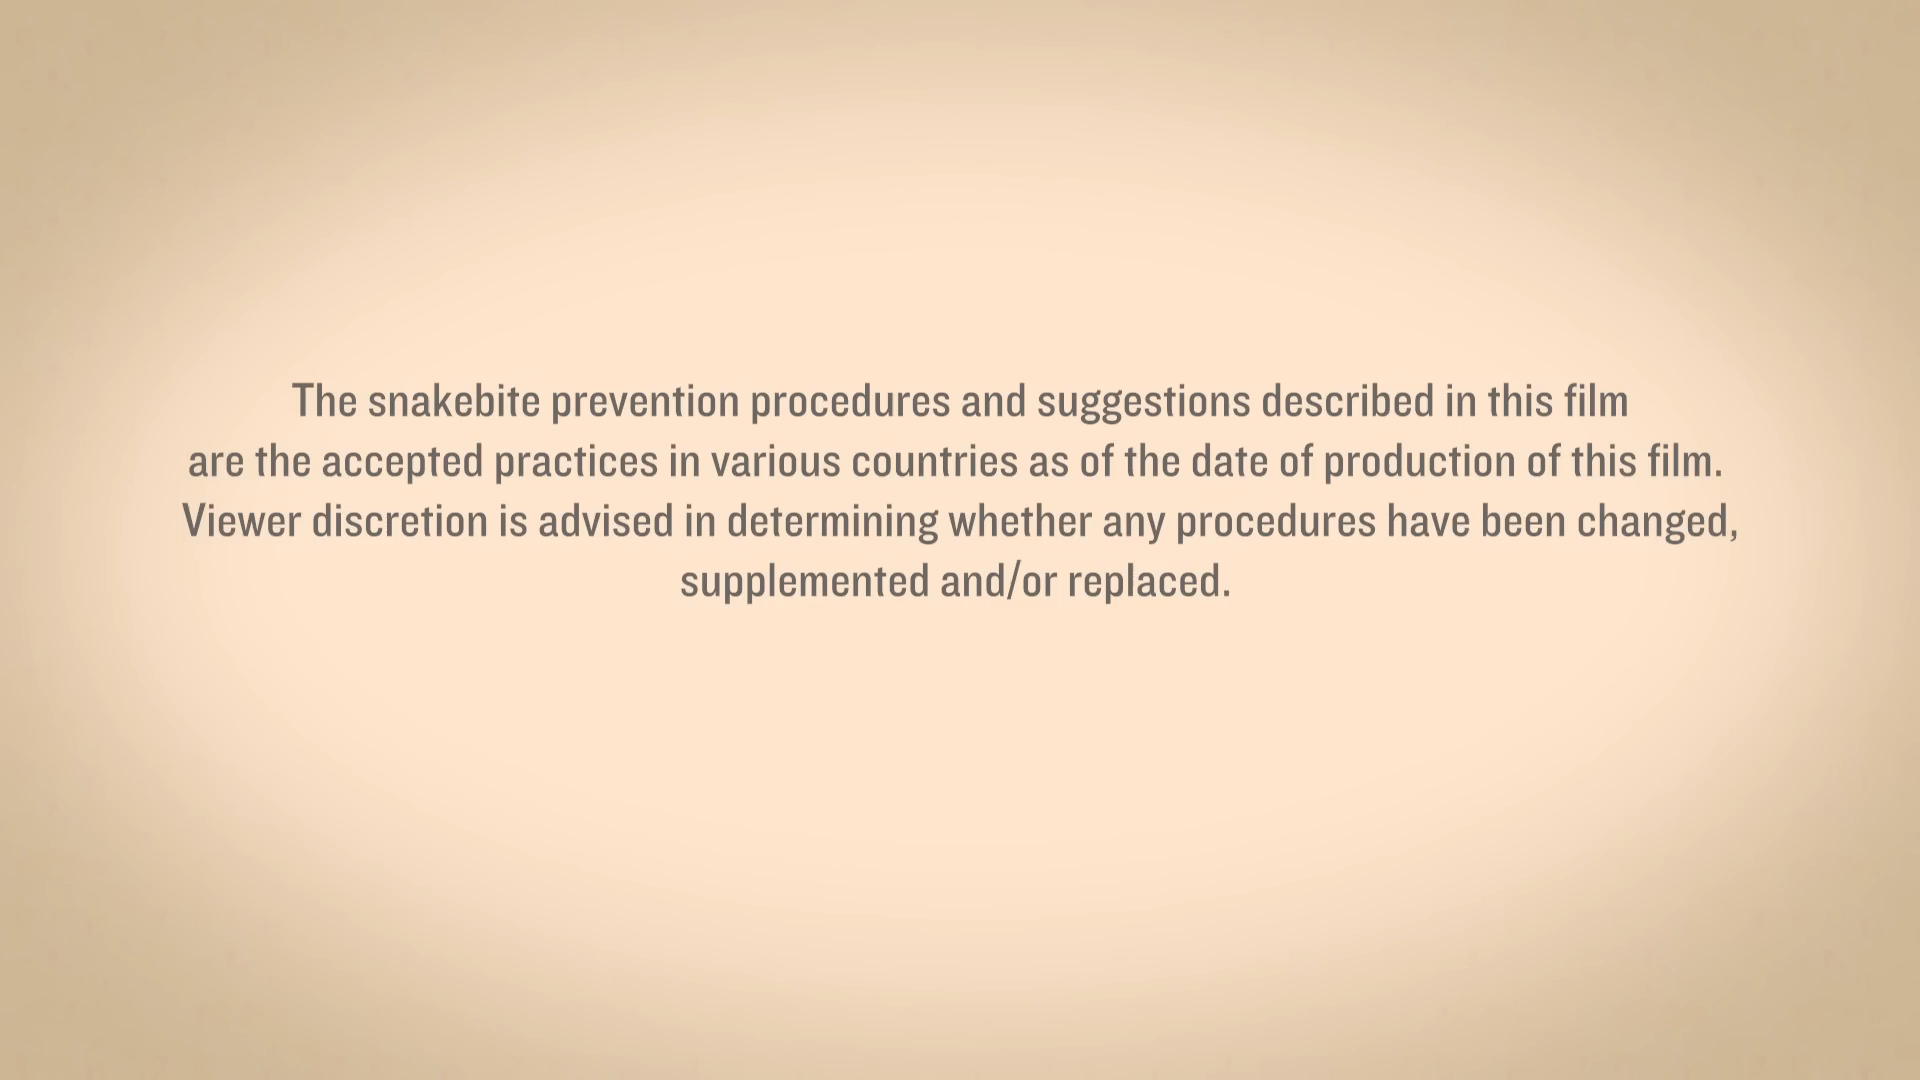 The snakebite prevention procedures and suggestions described in this film
are the accepted practices in various countries as of the date of production of this film.
Viewer discretion is advised in determining whether any procedures have been changed,
supplemented and/or replaced.